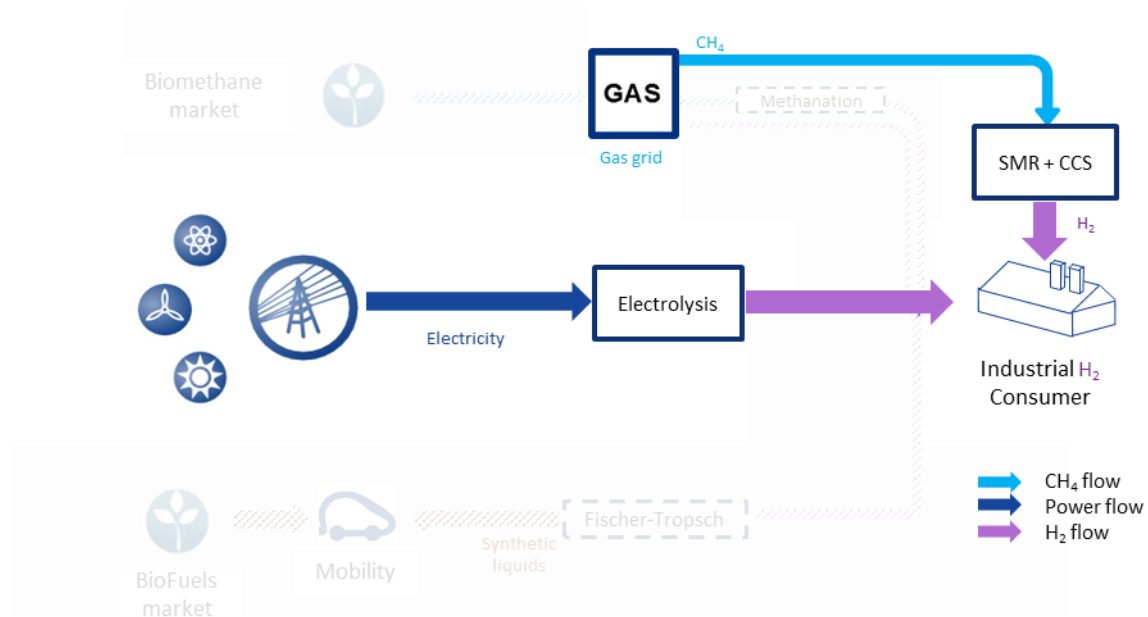 CH₄
Biomethane
market
GAS
Methanation
Gas grid
SMR + CCS
H₂
Electrolysis
Electricity
Industrial H₂
Consumer
CH₄ flow
Power flow
H₂ flow
Fischer-Tropsch
Synthetic
liquids
Mobility
BioFuels
market